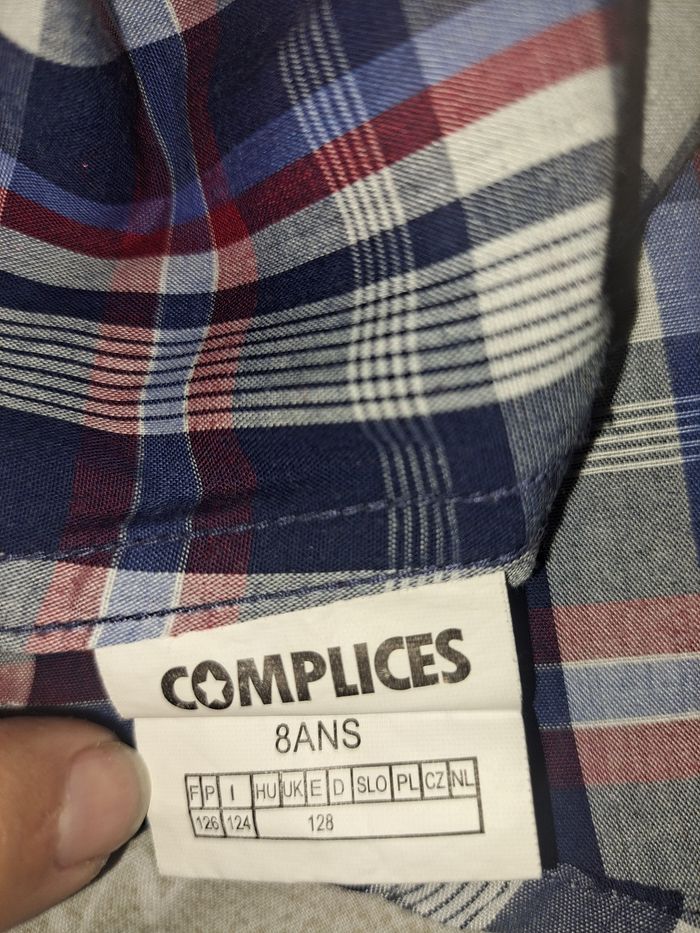 COMPLICES
8ANS
F P I HU UK E D SLO PL CZ NL
126 124 128